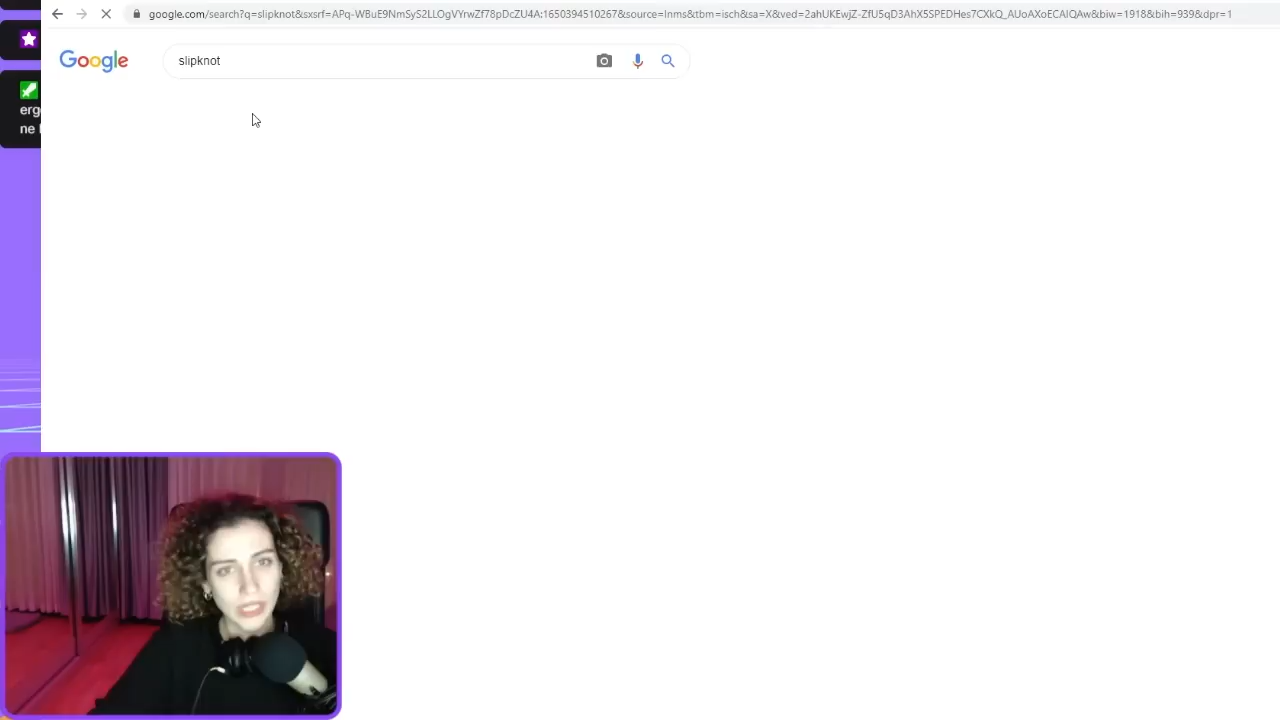 google.com/search?q=slipknot&sxsrf=APq-WBuE9NmSyS2LLOgVYrwZf78pDcZU4A:1650394510267&source=lnms&tbm=isch&sa=X&ved=2ahUKEwjZ-ZfU5qD3AhX5SPEDHes7CXkQ_AUoAXoECAIQAw&biw=1918&bih=939&dpr=1
Google
slipknot
erg
ne